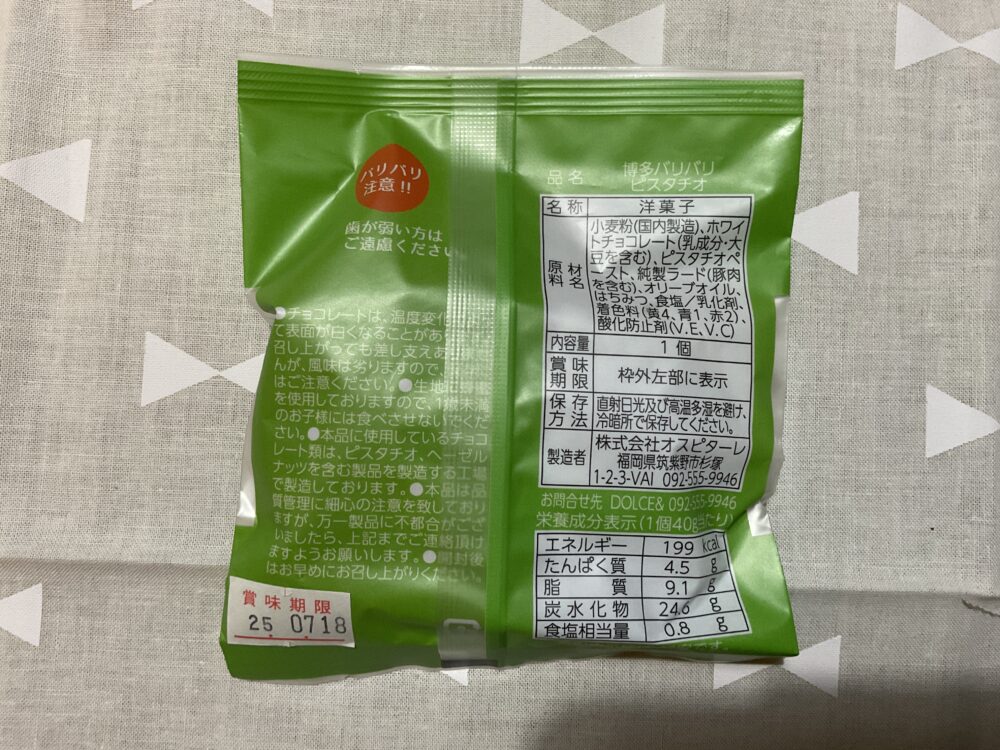 バリバリ
注意!!
歯が弱い方は
ご遠慮ください
●チョコレートは、温度変化
て表面が白くなることがあ
召し上がっても差し支えあ
んが、風味は劣りますので
はご注意ください。●生地に蜂蜜
を使用しておりますので、1歳未満
のお子様には食べさせないでくだ
さい。●本品に使用しているチョコ
レート類は、ピスタチオ、ヘーゼル
ナッツを含む製品を製造する工場
で製造しております。●本品は品
質管理に細心の注意を致しており
ますが、万一製品に不都合がござ
いましたら、上記までご連絡頂け
ますようお願いします。●開封後
はお早めにお召し上がりください。
賞味期限
25 0718
品名 博多バリバリ
ピスタチオ
名称 洋菓子
原材料名 小麦粉(国内製造)、ホワイ
トチョコレート(乳成分・大
豆を含む)、ピスタチオペ
ースト、純製ラード(豚肉
を含む)、オリーブオイル、
はちみつ、食塩/乳化剤、
着色料(黄4、青1、赤2)、
酸化防止剤(V.E、V.C)
内容量 1個
賞味期限 枠外左部に表示
保存方法 直射日光及び高温多湿を避け、
冷暗所で保存してください。
製造者 株式会社オスピターレ
福岡県筑紫野市杉塚
1-2-3-VAI 092-555-9946
お問合せ先 DOLCE& 092-555-9946
栄養成分表示(1個40g当たり)
エネルギー 199 kcal
たんぱく質 4.5 g
脂質 9.1 g
炭水化物 24.6 g
食塩相当量 0.8 g